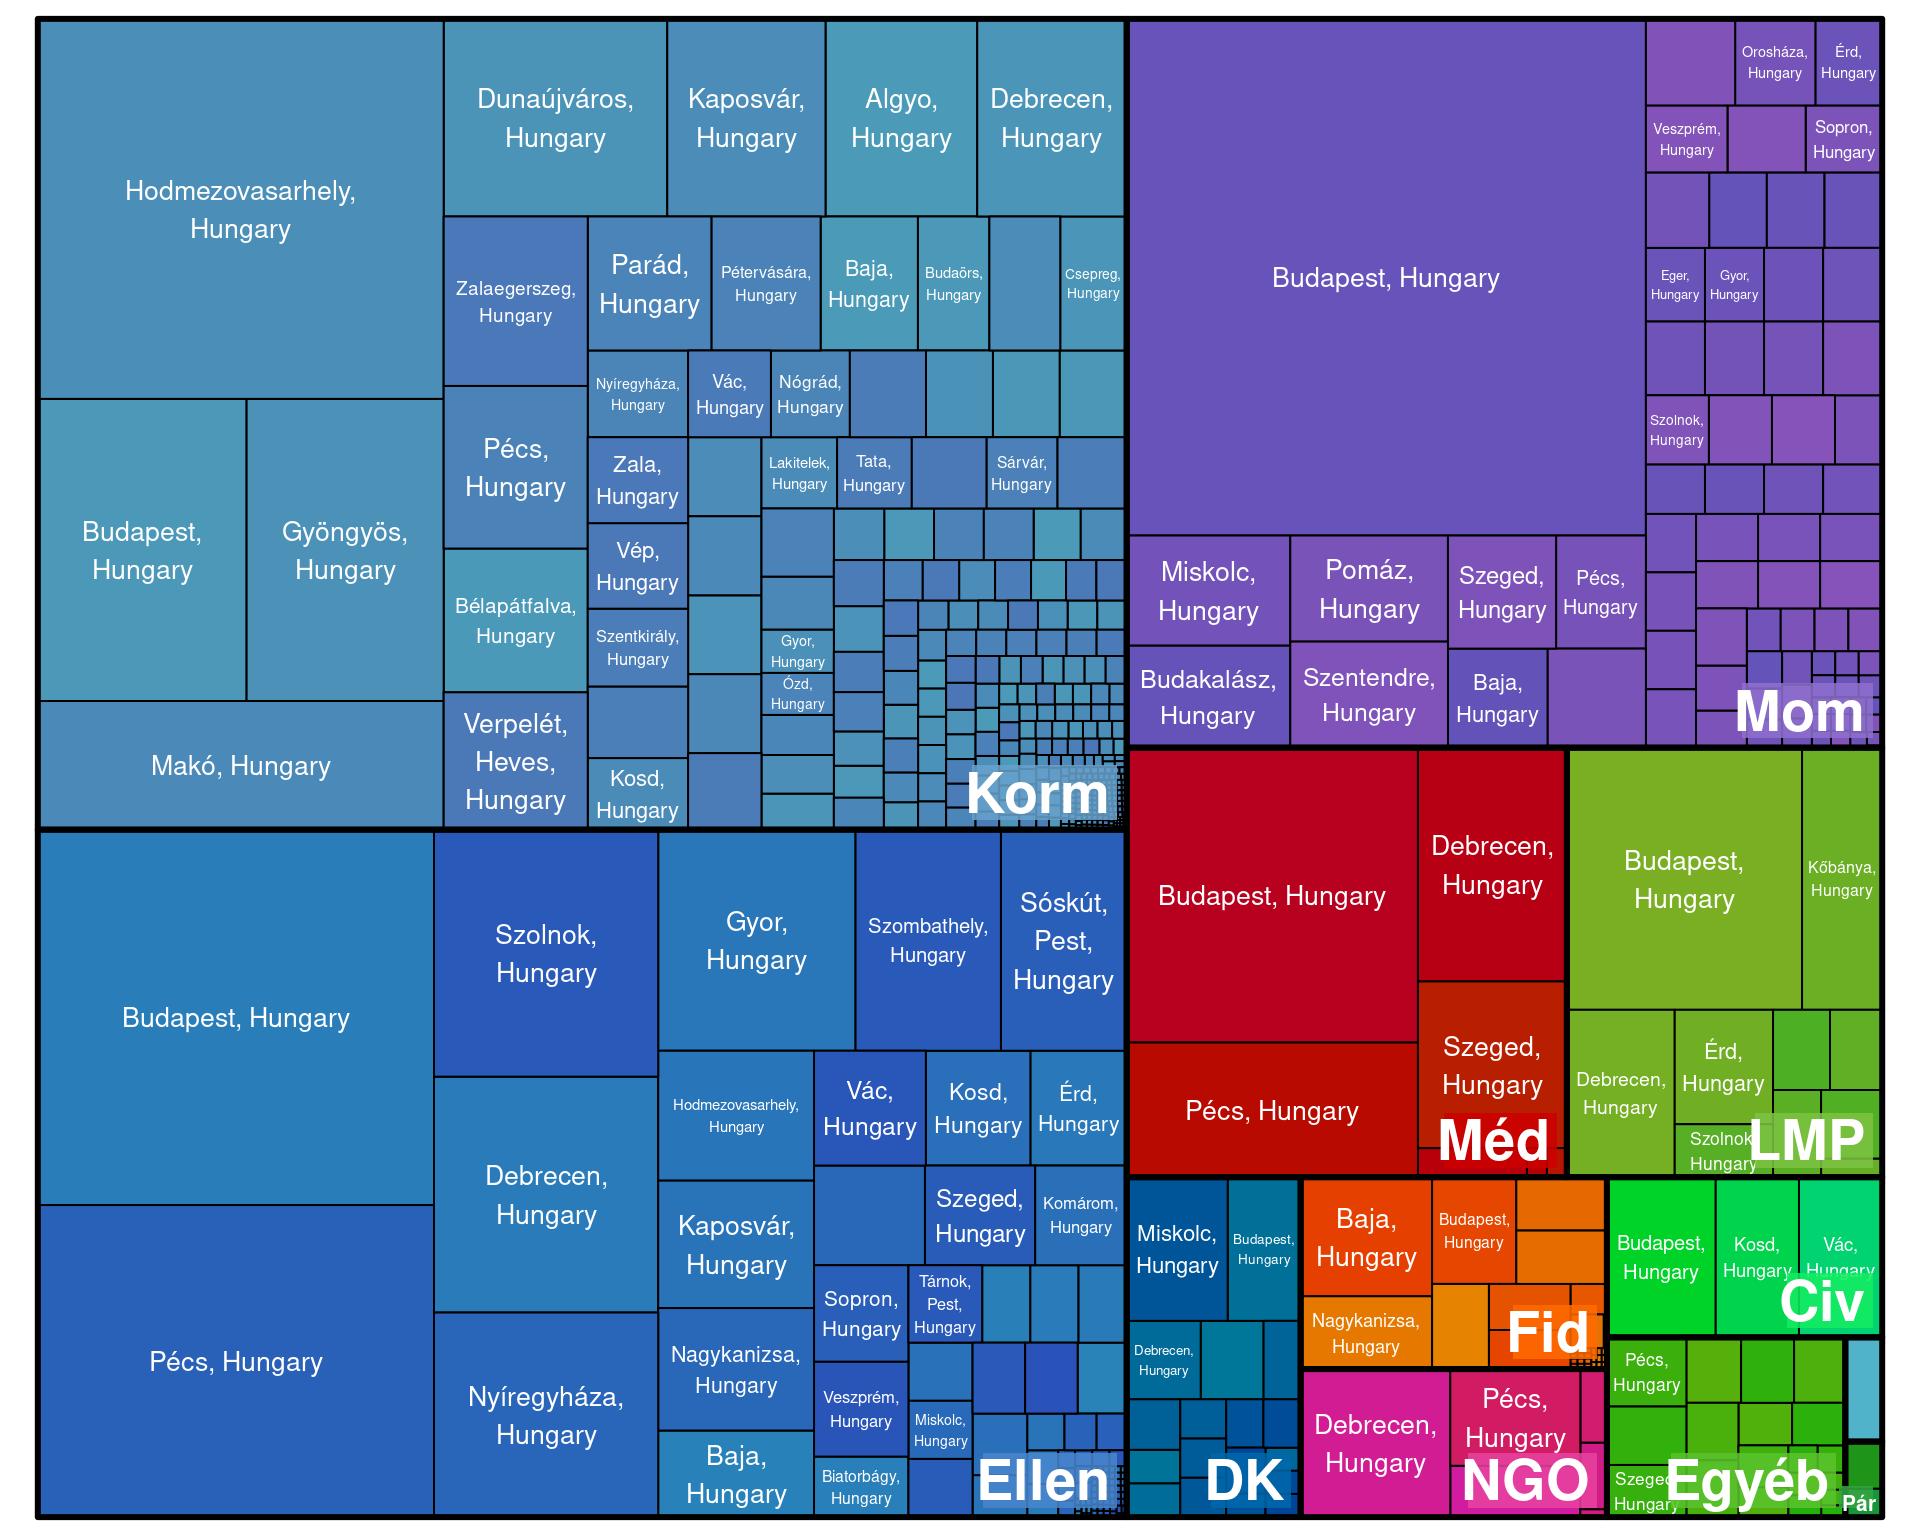 Hodmezovasarhely,
Hungary
Budapest,
Hungary
Gyöngyös,
Hungary
Makó, Hungary
Dunaújváros,
Hungary
Kaposvár,
Hungary
Algyo,
Hungary
Debrecen,
Hungary
Zalaegerszeg,
Hungary
Pécs,
Hungary
Bélapátfalva,
Hungary
Verpelét,
Heves,
Hungary
Parád,
Hungary
Pétervására,
Hungary
Baja,
Hungary
Budaörs,
Hungary
Csepreg,
Hungary
Nyíregyháza,
Hungary
Vác,
Hungary
Nógrád,
Hungary
Zala,
Hungary
Vép,
Hungary
Szentkirály,
Hungary
Kosd,
Hungary
Lakitelek,
Hungary
Tata,
Hungary
Sárvár,
Hungary
Gyor,
Hungary
Ózd,
Hungary
Korm
Budapest, Hungary
Miskolc,
Hungary
Budakalász,
Hungary
Pomáz,
Hungary
Szentendre,
Hungary
Szeged,
Hungary
Pécs,
Hungary
Baja,
Hungary
Orosháza,
Hungary
Érd,
Hungary
Veszprém,
Hungary
Sopron,
Hungary
Eger,
Hungary
Gyor,
Hungary
Szolnok,
Hungary
Mom
Budapest, Hungary
Pécs, Hungary
Szolnok,
Hungary
Debrecen,
Hungary
Nyíregyháza,
Hungary
Gyor,
Hungary
Szombathely,
Hungary
Sóskút,
Pest,
Hungary
Hodmezovasarhely,
Hungary
Kaposvár,
Hungary
Nagykanizsa,
Hungary
Baja,
Hungary
Vác,
Hungary
Kosd,
Hungary
Érd,
Hungary
Szeged,
Hungary
Komárom,
Hungary
Sopron,
Hungary
Tárnok,
Pest,
Hungary
Veszprém,
Hungary
Miskolc,
Hungary
Biatorbágy,
Hungary
Ellen
Budapest, Hungary
Pécs, Hungary
Debrecen,
Hungary
Szeged,
Hungary
Méd
Budapest,
Hungary
Kőbánya,
Hungary
Debrecen,
Hungary
Érd,
Hungary
Szolnok
Hungary
LMP
Miskolc,
Hungary
Budapest,
Hungary
Debrecen,
Hungary
DK
Baja,
Hungary
Budapest,
Hungary
Nagykanizsa,
Hungary
Fid
Debrecen,
Hungary
Pécs,
Hungary
NGO
Budapest,
Hungary
Kosd,
Hungary
Vác,
Hungary
Civ
Pécs,
Hungary
Szeged
Hungary
Egyéb
Pár